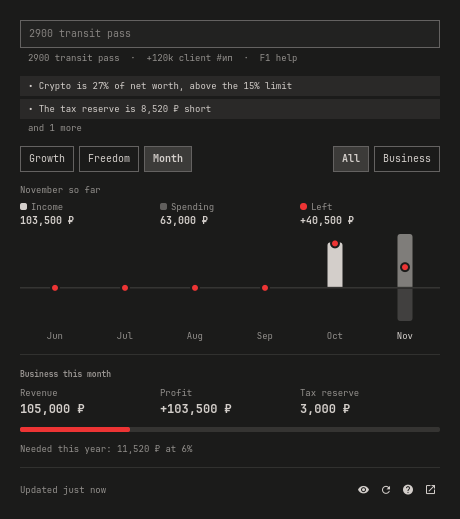 2900 transit pass
2900 transit pass · +120k client #ип · F1 help
• Crypto is 27% of net worth, above the 15% limit
• The tax reserve is 8,520 ₽ short
and 1 more
Growth Freedom Month All Business
November so far
Income Spending Left
103,500 ₽ 63,000 ₽ +40,500 ₽
Jun Jul Aug Sep Oct Nov
Business this month
Revenue Profit Tax reserve
105,000 ₽ +103,500 ₽ 3,000 ₽
Needed this year: 11,520 ₽ at 6%
Updated just now